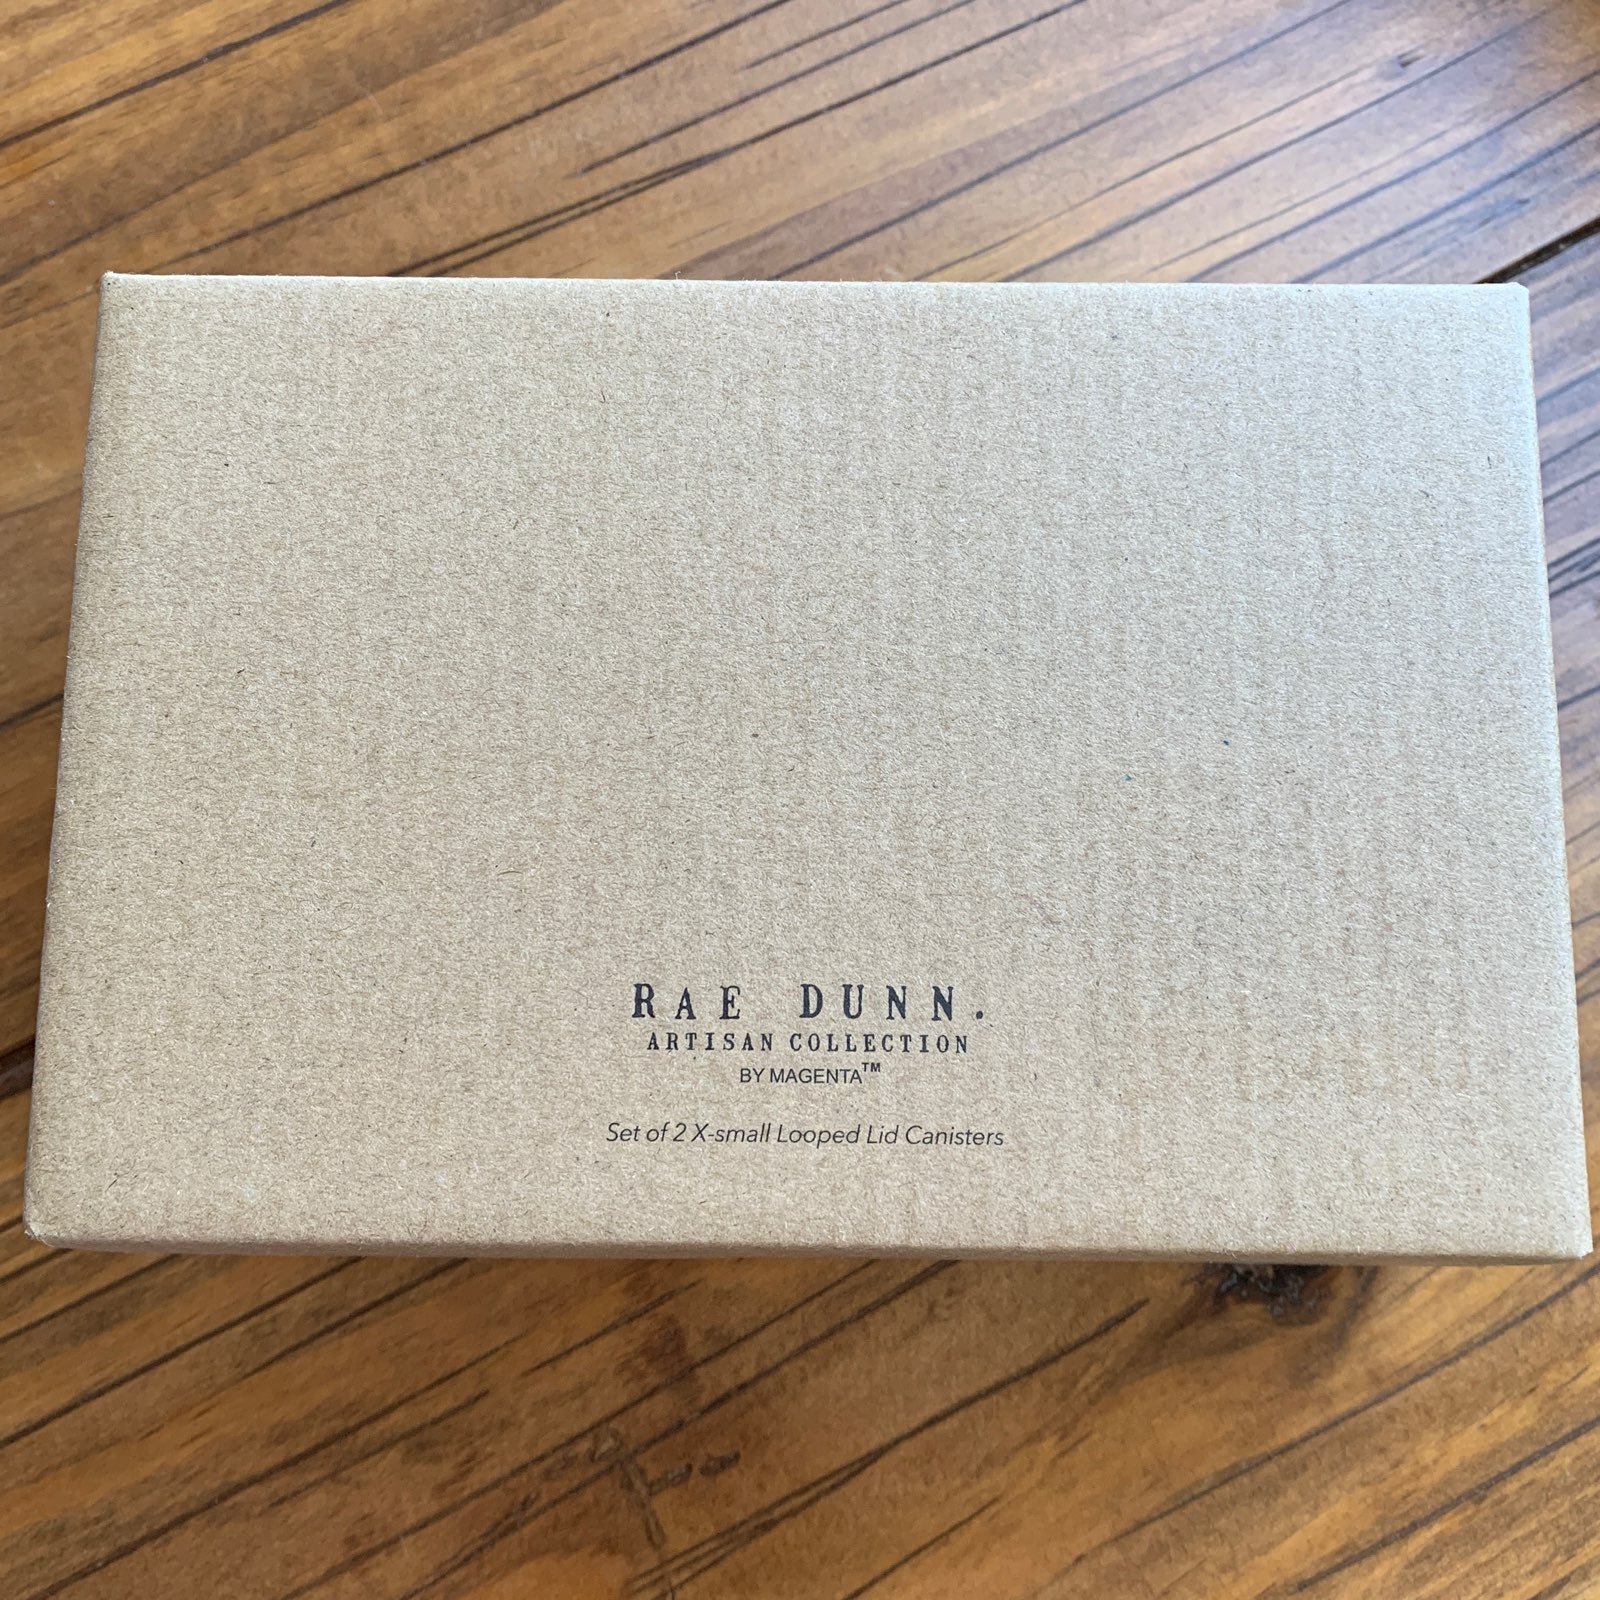 RAE DUNN.
ARTISAN COLLECTION
BY MAGENTA™
Set of 2 X-small Looped Lid Canisters